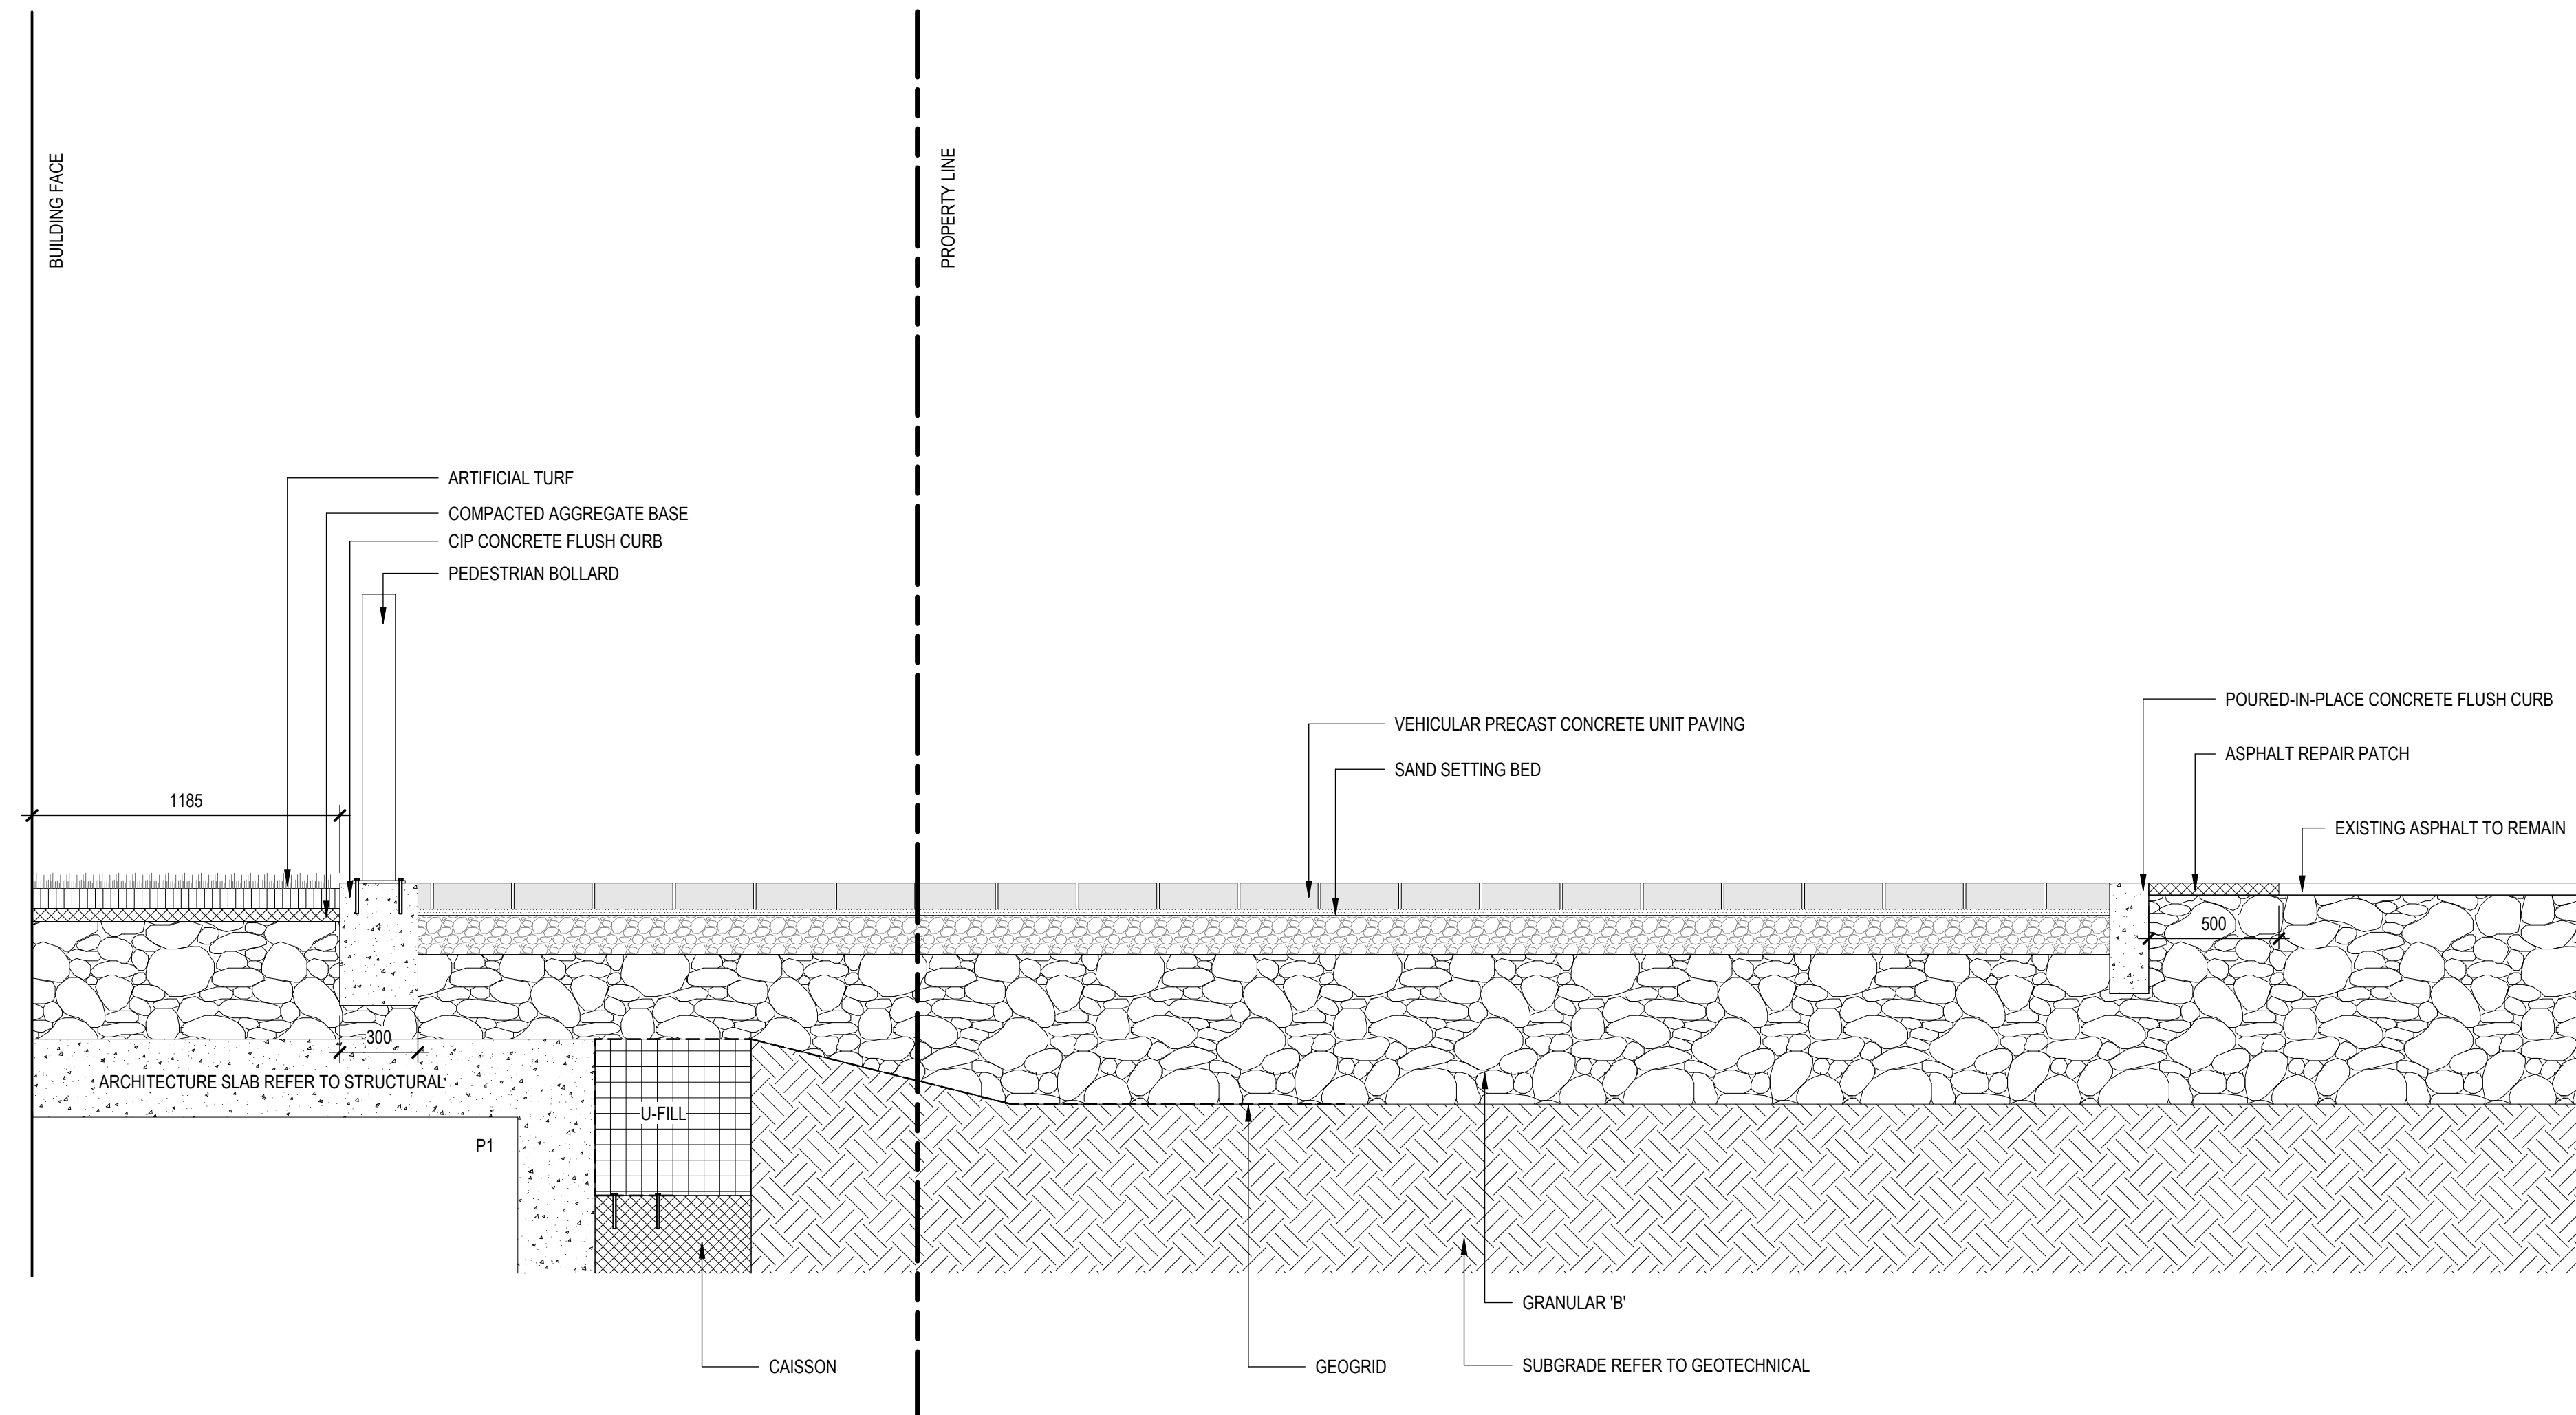 BUILDING FACE
PROPERTY LINE
ARTIFICIAL TURF
COMPACTED AGGREGATE BASE
CIP CONCRETE FLUSH CURB
PEDESTRIAN BOLLARD
POURED-IN-PLACE CONCRETE FLUSH CURB
VEHICULAR PRECAST CONCRETE UNIT PAVING
ASPHALT REPAIR PATCH
SAND SETTING BED
1185
EXISTING ASPHALT TO REMAIN
500
300
ARCHITECTURE SLAB REFER TO STRUCTURAL
U-FILL
P1
GRANULAR 'B'
CAISSON
GEOGRID
SUBGRADE REFER TO GEOTECHNICAL